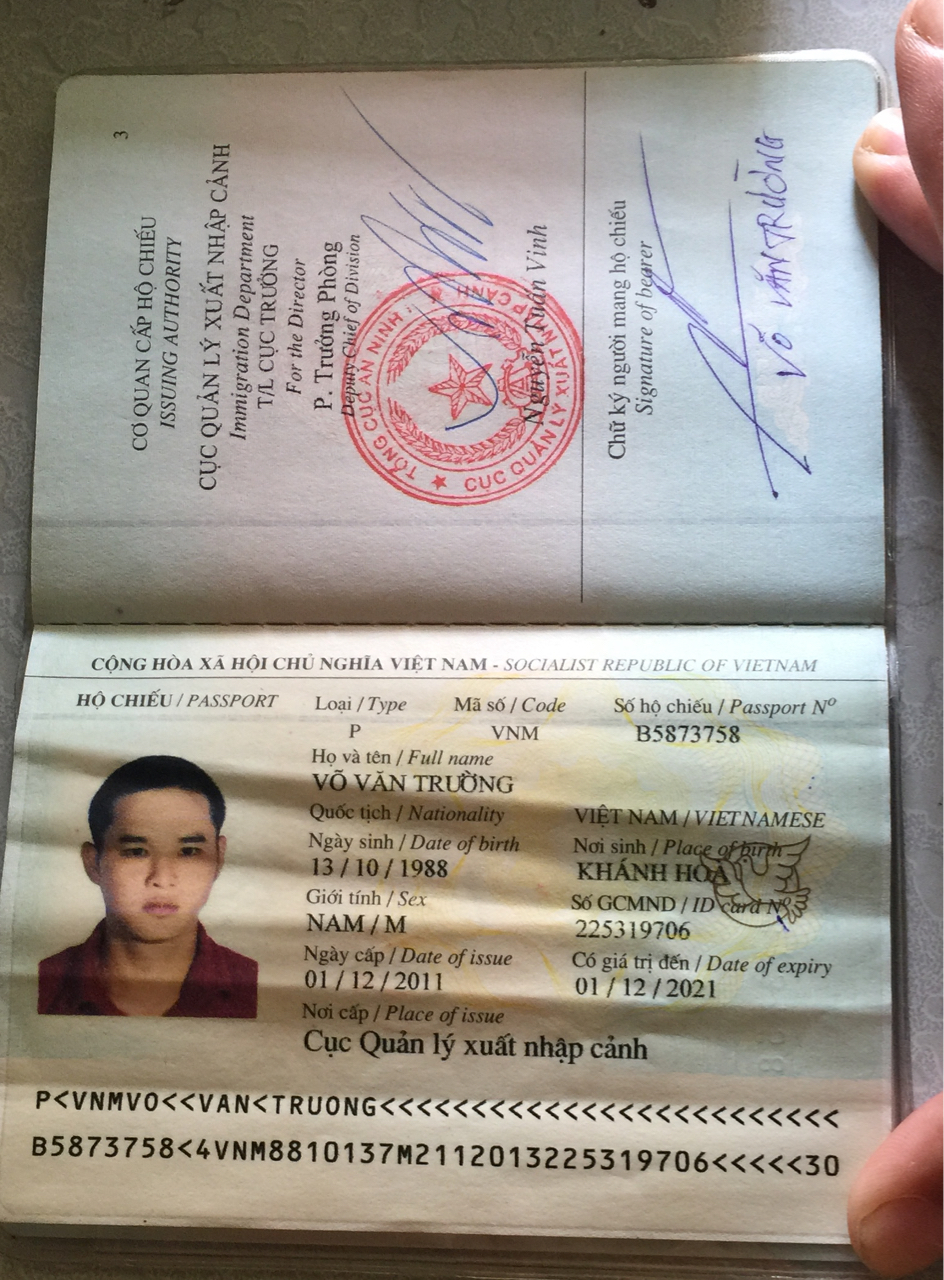 3
CƠ QUAN CẤP HỘ CHIẾU
ISSUING AUTHORITY
CỤC QUẢN LÝ XUẤT NHẬP CẢNH
Immigration Department
T/L CỤC TRƯỞNG
For the Director
P. Trưởng Phòng
Deputy Chief of Division
TỔNG CỤC AN NINH
CỤC QUẢN LÝ XUẤT NHẬP CẢNH
Nguyễn Tuấn Vinh
Chữ ký người mang hộ chiếu
Signature of bearer
VÕ VĂN TRƯỜNG
CỘNG HÒA XÃ HỘI CHỦ NGHĨA VIỆT NAM - SOCIALIST REPUBLIC OF VIETNAM
HỘ CHIẾU / PASSPORT Loại / Type Mã số / Code Số hộ chiếu / Passport Nº
P VNM B5873758
Họ và tên / Full name
VÕ VĂN TRƯỜNG
Quốc tịch / Nationality VIỆT NAM / VIETNAMESE
Ngày sinh / Date of birth Nơi sinh / Place of birth
13 / 10 / 1988 KHÁNH HÒA
Giới tính / Sex Số GCMND / ID card Nº
NAM / M 225319706
Ngày cấp / Date of issue Có giá trị đến / Date of expiry
01 / 12 / 2011 01 / 12 / 2021
Nơi cấp / Place of issue
Cục Quản lý xuất nhập cảnh
P<VNMVO<<VAN<TRUONG<<<<<<<<<<<<<<<<<<<<<<<<<
B5873758<4VNM8810137M2112013225319706<<<<<30